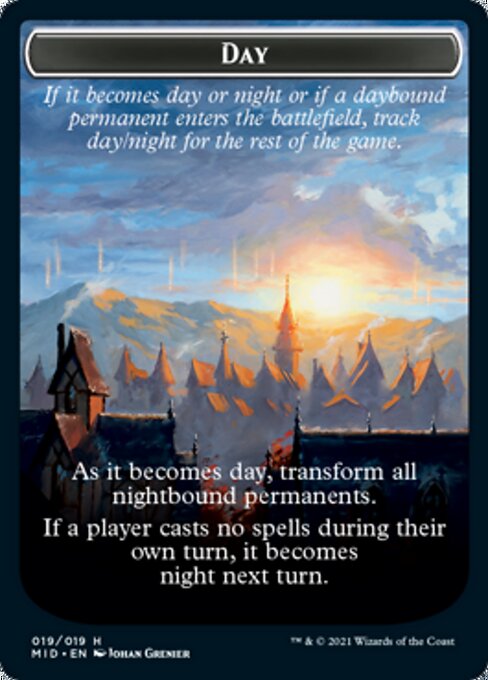 DAY
If it becomes day or night or if a daybound
permanent enters the battlefield, track
day/night for the rest of the game.
As it becomes day, transform all
nightbound permanents.
If a player casts no spells during their
own turn, it becomes
night next turn.
019/019 H
MID • EN JOHAN GRENIER
™ & © 2021 Wizards of the Coast